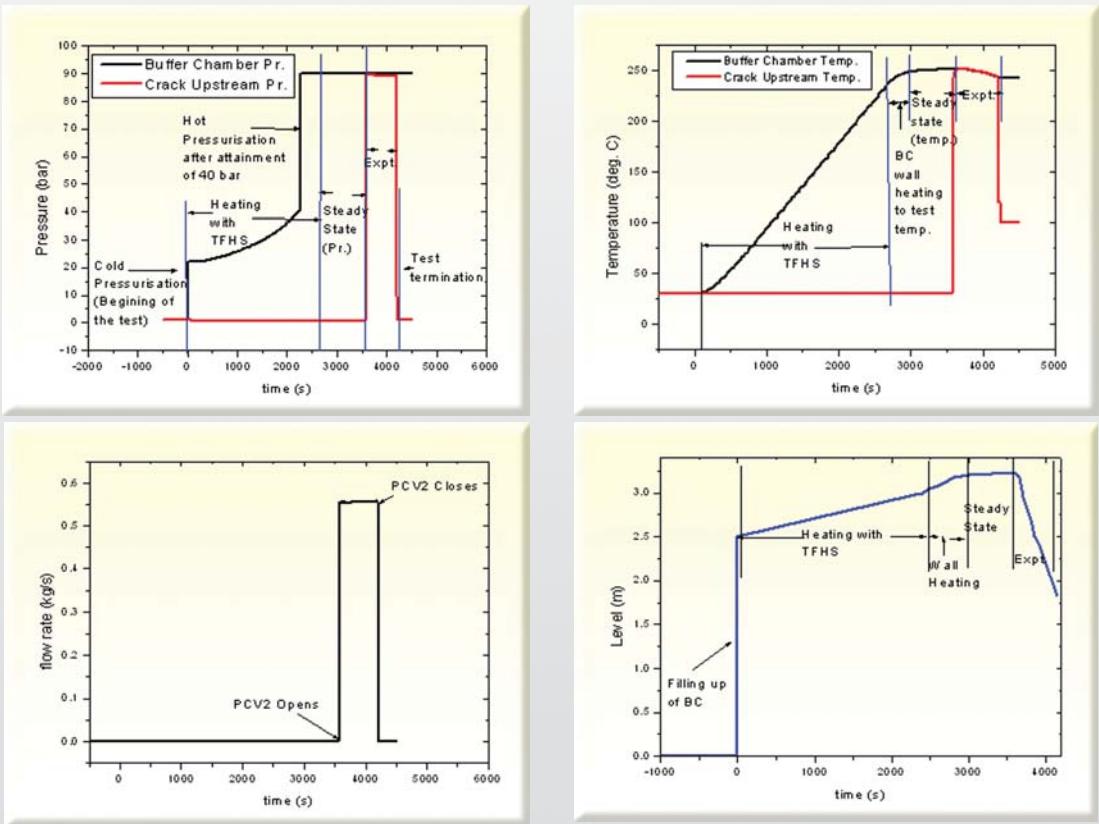 100
90
80
70
60
50
40
30
20
10
0
-10
Pressure (bar)
Buffer Chamber Pr.
Crack Upstream Pr.
Hot
Pressurisation
after attainment
of 40 bar
Expt.
Heating
with
TFHS
Steady
State
(Pr.)
Cold
Pressurisation
(Begining of
the test)
Test
termination
-2000 -1000 0 1000 2000 3000 4000 5000 6000
time (s)
250
200
150
100
50
0
Temperature (deg. C)
Buffer Chamber Temp.
Crack Upstream Temp.
Expt.
Steady
state
(temp.)
BC
wall
heating
to test
temp.
Heating
with
TFHS
0 1000 2000 3000 4000 5000
time (s)
0.6
0.5
0.4
0.3
0.2
0.1
0.0
flow rate (kg/s)
PCV2 Closes
PCV2 Opens
0 1000 2000 3000 4000 5000 6000
time (s)
3.0
2.5
2.0
1.5
1.0
0.5
0.0
Level (m)
Steady
State
Heating with
TFHS
Expt.
Wall
Heating
Filling up
of BC
-1000 0 1000 2000 3000 4000
time (s)